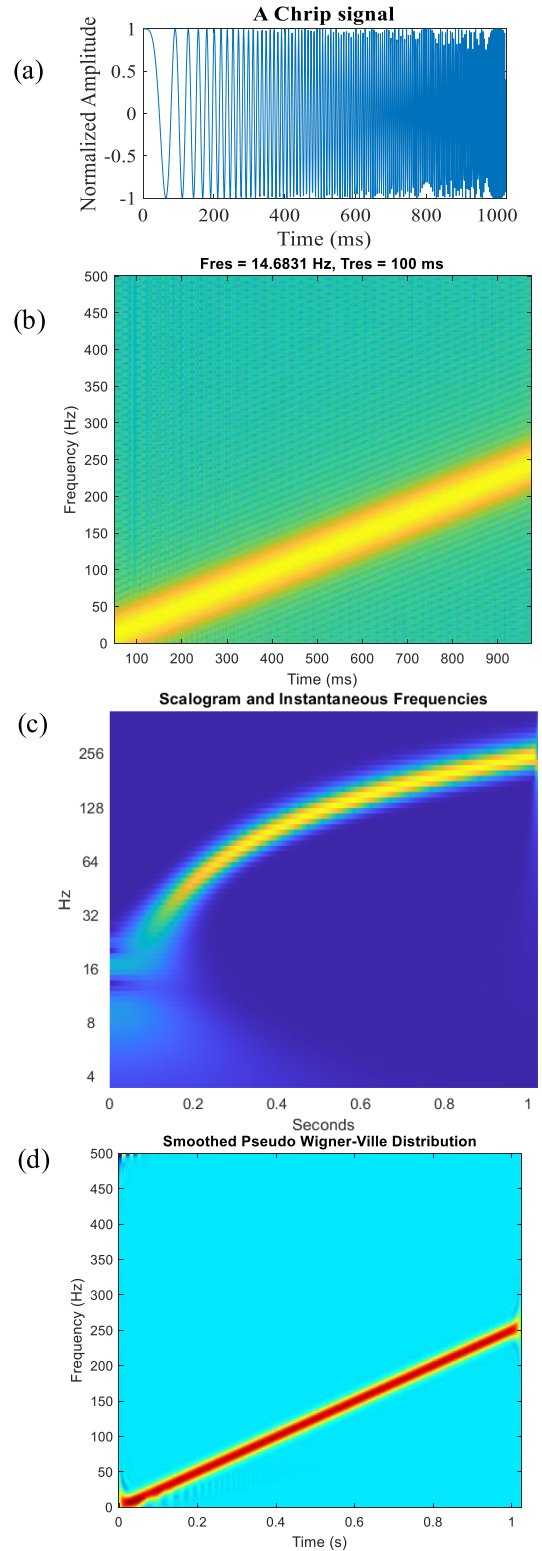 A Chrip signal
(a)
Normalized Amplitude
1
0.5
0
-0.5
-1
0 200 400 600 800 1000
Time (ms)
Fres = 14.6831 Hz, Tres = 100 ms
(b)
Frequency (Hz)
500
450
400
350
300
250
200
150
100
50
0
100 200 300 400 500 600 700 800 900
Time (ms)
Scalogram and Instantaneous Frequencies
(c)
Hz
256
128
64
32
16
8
4
0 0.2 0.4 0.6 0.8 1
Seconds
Smoothed Pseudo Wigner-Ville Distribution
(d)
Frequency (Hz)
500
450
400
350
300
250
200
150
100
50
0
0 0.2 0.4 0.6 0.8 1
Time (s)